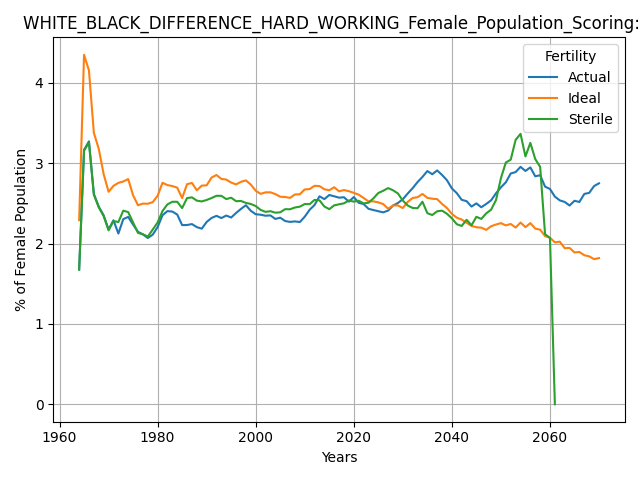 WHITE_BLACK_DIFFERENCE_HARD_WORKING_Female_Population_Scoring:
Fertility
Actual
Ideal
Sterile
% of Female Population
4
3
2
1
0
1960 1980 2000 2020 2040 2060
Years